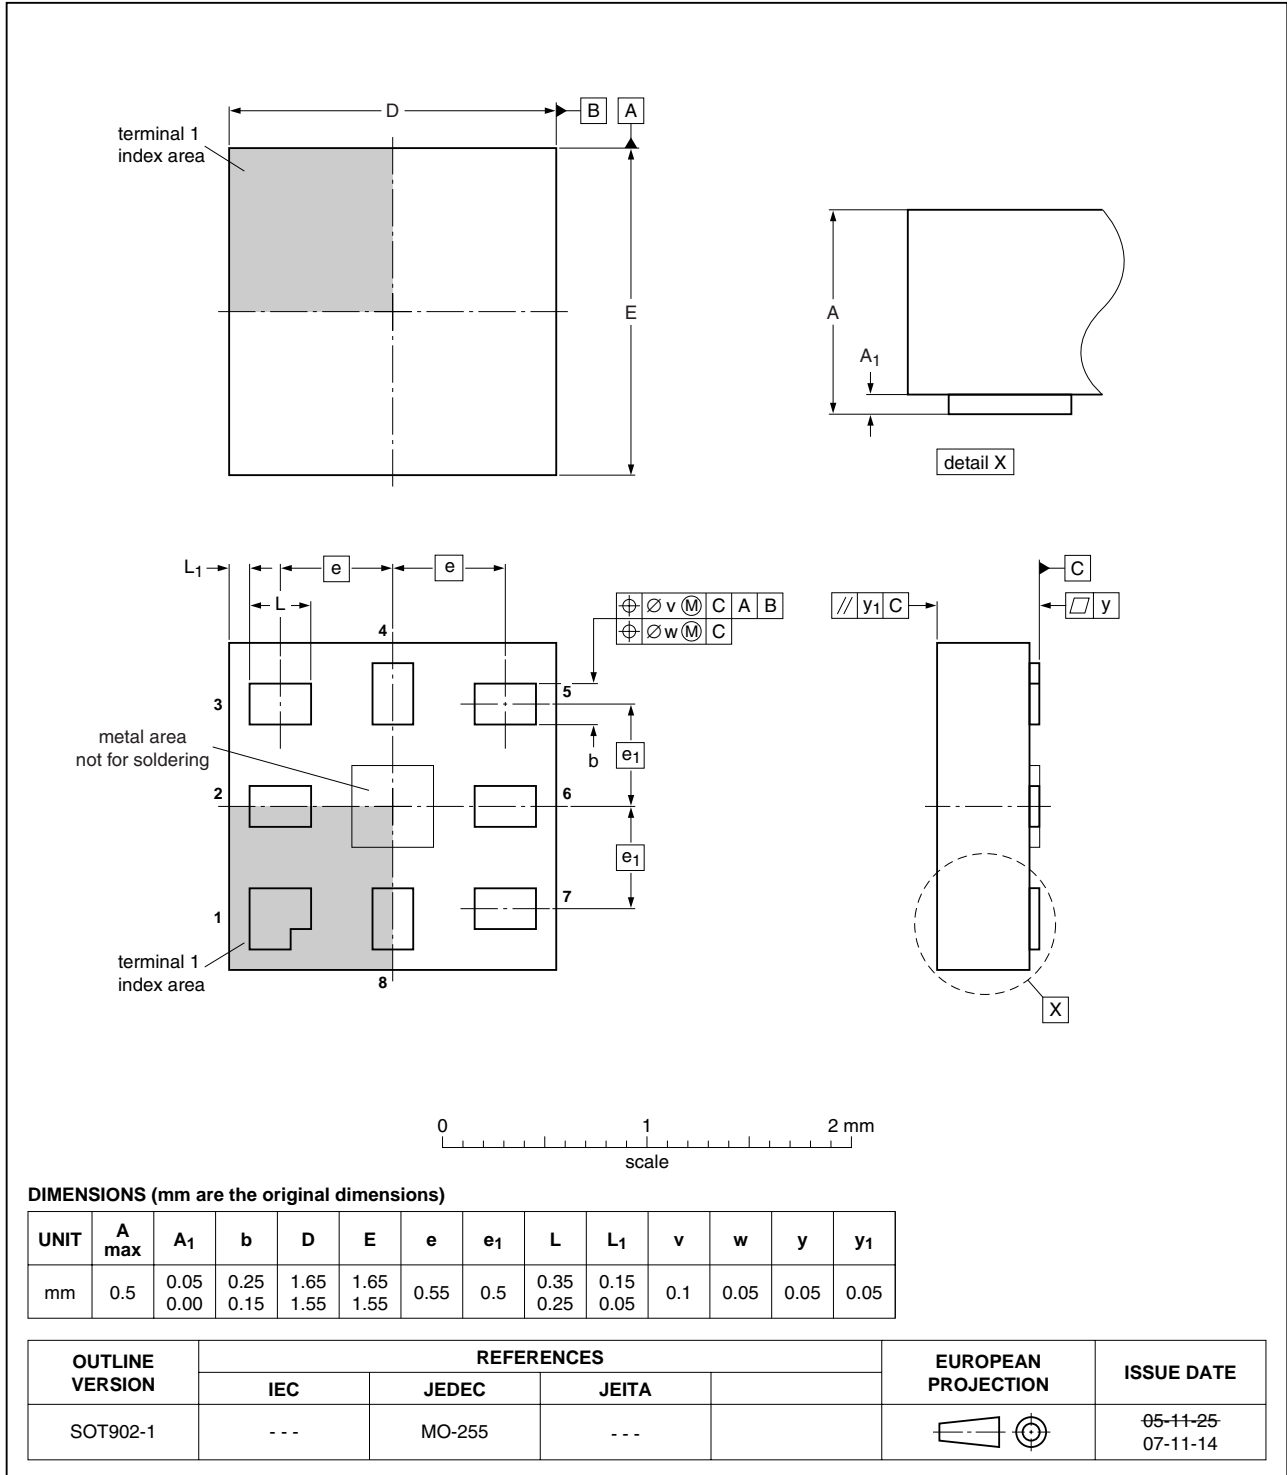 D
B
A
terminal 1
index area
E
A
A1
detail X
L1
e
e
L
4
⌖ ∅ v Ⓜ C A B
⌖ ∅ w Ⓜ C
// y1 C
C
⏥ y
3
5
metal area
not for soldering
b
e1
2
6
e1
1
7
terminal 1
index area
8
X
0 1 2 mm
scale
DIMENSIONS (mm are the original dimensions)
UNIT A max A1 b D E e e1 L L1 v w y y1
mm 0.5 0.05 0.00 0.25 0.15 1.65 1.55 1.65 1.55 0.55 0.5 0.35 0.25 0.15 0.05 0.1 0.05 0.05 0.05
OUTLINE VERSION REFERENCES EUROPEAN PROJECTION ISSUE DATE
IEC JEDEC JEITA
SOT902-1 - - - MO-255 - - - 05-11-25
07-11-14